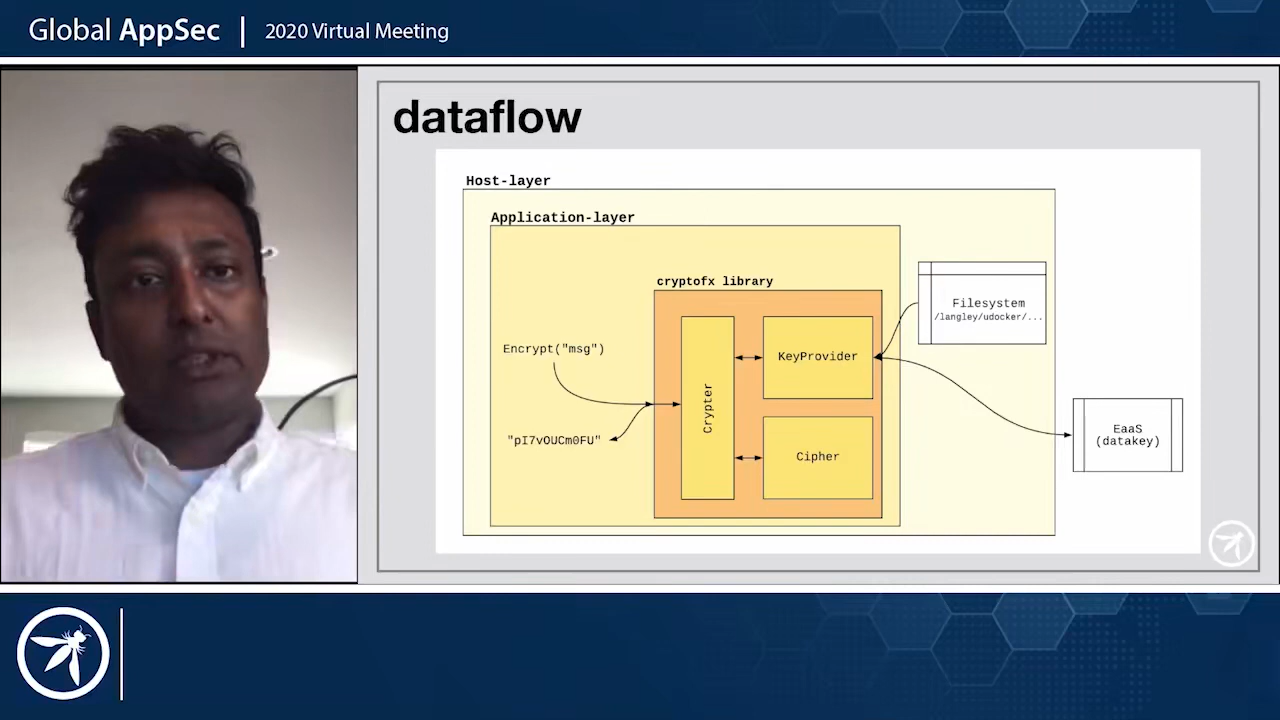 Global AppSec | 2020 Virtual Meeting
dataflow
Host-layer
Application-layer
cryptofx library
Encrypt("msg")
"pI7vOUCm0FU"
Crypter
KeyProvider
Cipher
Filesystem
/langley/udocker/...
EaaS
(datakey)